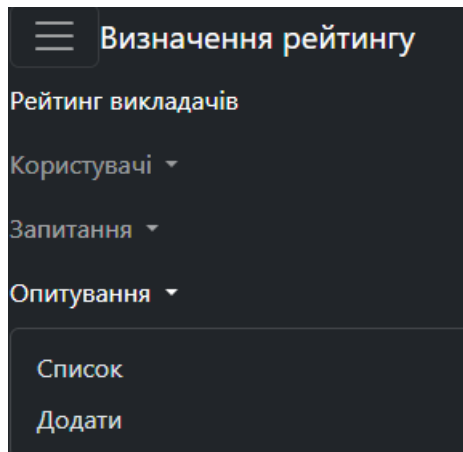 Визначення рейтингу
Рейтинг викладачів
Користувачі
Запитання
Опитування
Список
Додати